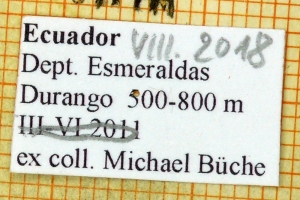 Ecuador VIII. 2018
Dept. Esmeraldas
Durango 500-800 m
III-VI 2011
ex coll. Michael Büche